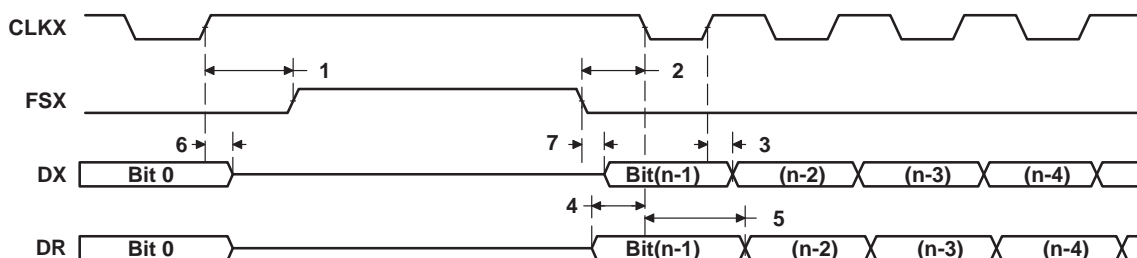 CLKX
1
2
FSX
6
7
3
DX
Bit 0
Bit(n-1)
(n-2)
(n-3)
(n-4)
4
5
DR
Bit 0
Bit(n-1)
(n-2)
(n-3)
(n-4)